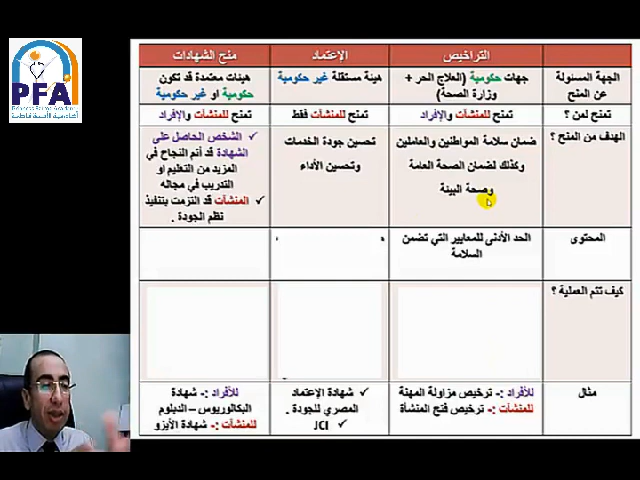 PFA
التراخيص
الإعتماد
منح الشهادات
الجهة المسئولة
عن المنح
جهات حكومية (العلاج الحر +
وزارة الصحة)
هيئة مستقلة غير حكومية
هيئات معتمدة قد تكون
حكومية او غير حكومية
تمنح لمن ؟
تمنح للمنشآت والإفراد
تمنح للمنشآت فقط
تمنح للمنشآت والإفراد
الهدف من المنح ؟
ضمان سلامة المواطنين والعاملين
وكذلك لضمان الصحة العامة
وصحة البيئة
تحسين جودة الخدمات
وتحسين الأداء
✓ الشخص الحاصل على
الشهادة قد أتم النجاح في
المزيد من التعليم او
التدريب في مجاله
✓ المنشآت قد التزمت بتنفيذ
نظم الجودة .
المحتوى
الحد الأدنى للمعايير التي تضمن
السلامة
كيف تتم العملية ؟
مثال
للأفراد :- ترخيص مزاولة المهنة
للمنشآت :- ترخيص فتح المنشأة
✓ شهادة الإعتماد
المصري للجودة .
✓ JCI
للأفراد :- شهادة
البكالوريوس – الدبلوم
للمنشآت :- شهادة الأيزو